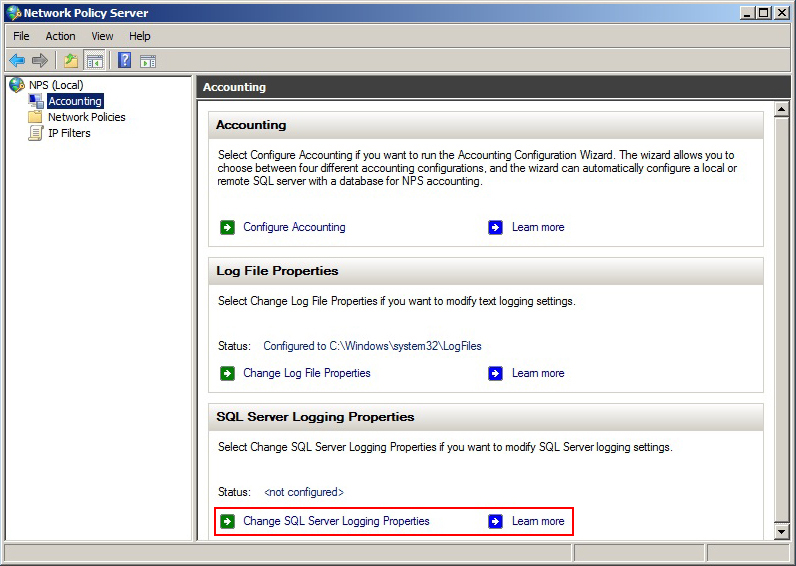 Network Policy Server
File Action View Help
NPS (Local)
Accounting
Network Policies
IP Filters
Accounting
Accounting
Select Configure Accounting if you want to run the Accounting Configuration Wizard. The wizard allows you to
choose between four different accounting configurations, and the wizard can automatically configure a local or
remote SQL server with a database for NPS accounting.
Configure Accounting Learn more
Log File Properties
Select Change Log File Properties if you want to modify text logging settings.
Status: Configured to C:\Windows\system32\LogFiles
Change Log File Properties Learn more
SQL Server Logging Properties
Select Change SQL Server Logging Properties if you want to modify SQL Server logging settings.
Status: <not configured>
Change SQL Server Logging Properties Learn more